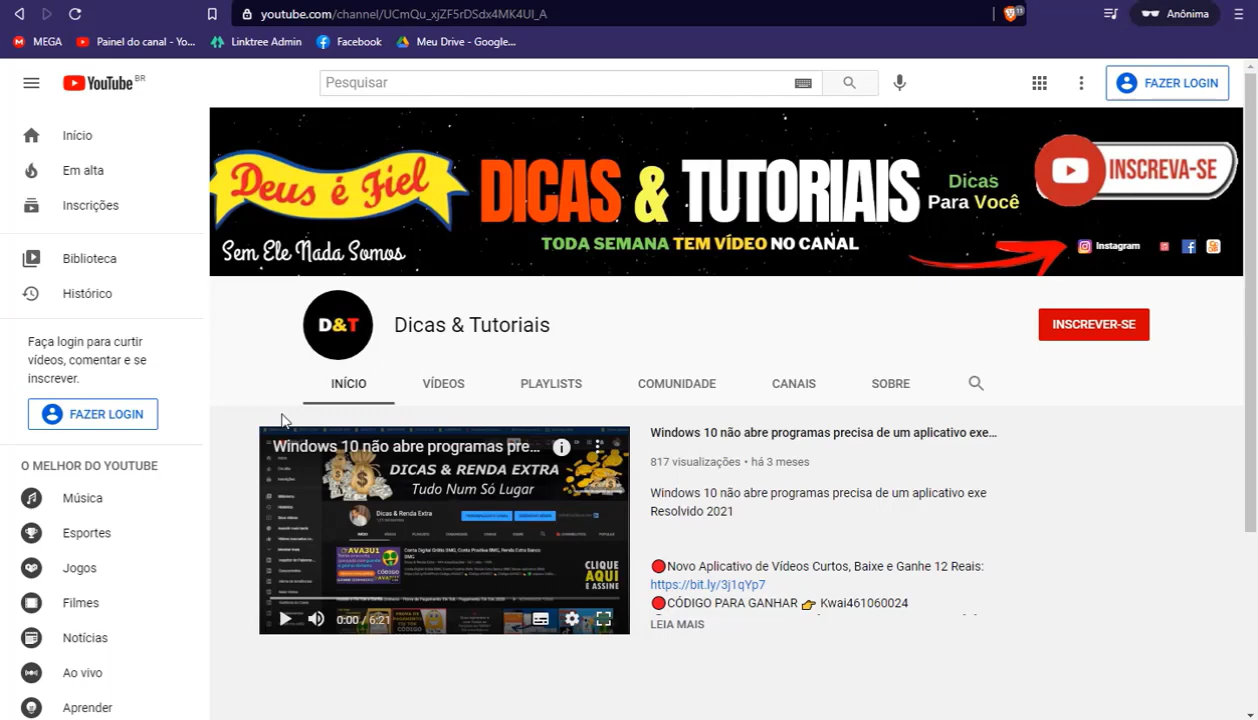 youtube.com/channel/UCmQu_xjZF5rDSdx4MK4UI_A
11
Anônima
MEGA
Painel do canal - Yo...
Linktree Admin
Facebook
Meu Drive - Google...
YouTube BR
Pesquisar
FAZER LOGIN
Início
Em alta
Inscrições
Biblioteca
Histórico
Faça login para curtir
vídeos, comentar e se
inscrever.
FAZER LOGIN
O MELHOR DO YOUTUBE
Música
Esportes
Jogos
Filmes
Notícias
Ao vivo
Aprender
Deus é Fiel
Sem Ele Nada Somos
DICAS & TUTORIAIS
TODA SEMANA TEM VÍDEO NO CANAL
Dicas
Para Você
INSCREVA-SE
Instagram
D&T
Dicas & Tutoriais
INSCREVER-SE
INÍCIO
VÍDEOS
PLAYLISTS
COMUNIDADE
CANAIS
SOBRE
Windows 10 não abre programas pre...
DICAS & RENDA EXTRA
Tudo Num Só Lugar
Dicas & Renda Extra
CLIQUE
AQUI
E ASSINE
0:00 / 6:21
Windows 10 não abre programas precisa de um aplicativo exe...
817 visualizações • há 3 meses
Windows 10 não abre programas precisa de um aplicativo exe
Resolvido 2021
🔴Novo Aplicativo de Vídeos Curtos, Baixe e Ganhe 12 Reais:
https://bit.ly/3j1qYp7
🔴CÓDIGO PARA GANHAR 👉 Kwai461060024
LEIA MAIS